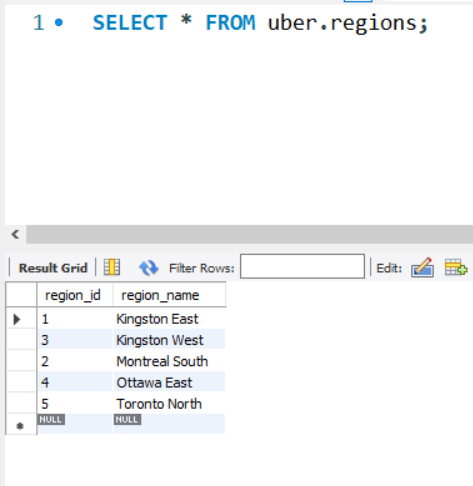 1 SELECT * FROM uber.regions;
Result Grid Filter Rows: Edit:
region_id region_name
1 Kingston East
3 Kingston West
2 Montreal South
4 Ottawa East
5 Toronto North
NULL NULL